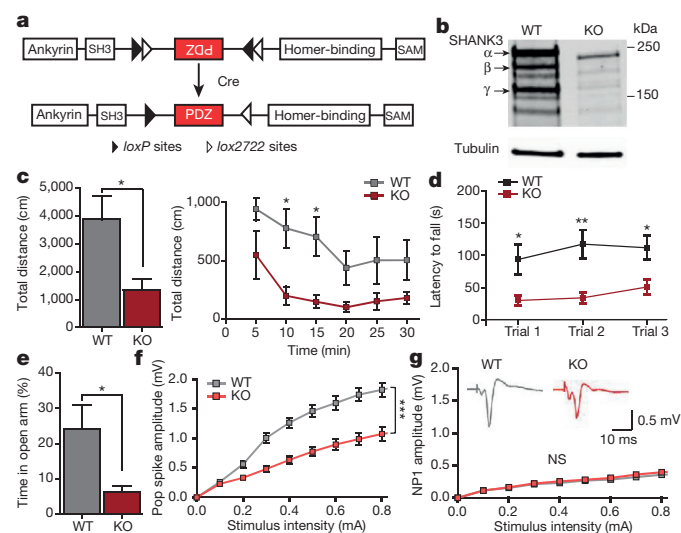 a
Ankyrin SH3 PDZ Homer-binding SAM
Cre
Ankyrin SH3 PDZ Homer-binding SAM
loxP sites lox2722 sites
b
WT KO kDa
SHANK3
α
β
γ
250
150
Tubulin
c
Total distance (cm)
5,000
4,000
3,000
2,000
1,000
0
*
WT KO
Total distance (cm)
1,000
500
0
* *
WT
KO
0 5 10 15 20 25 30
Time (min)
d
Latency to fall (s)
200
150
100
50
0
WT
KO
* ** *
Trial 1 Trial 2 Trial 3
e
Time in open arm (%)
40
30
20
10
0
*
WT KO
f
Pop spike amplitude (mV)
2.0
1.5
1.0
0.5
0.0
WT
KO
***
0.0 0.2 0.4 0.6 0.8
Stimulus intensity (mA)
g
NP1 amplitude (mV)
2.0
1.5
1.0
0.5
0.0
WT KO
0.5 mV
10 ms
NS
0.0 0.2 0.4 0.6 0.8
Stimulus intensity (mA)